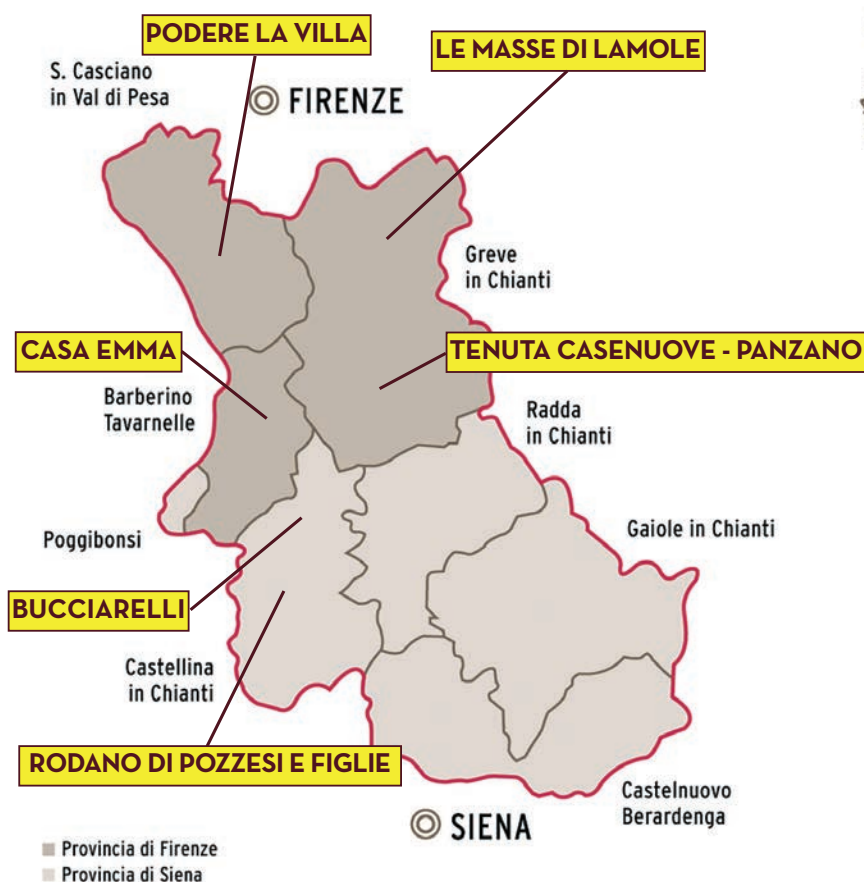 PODERE LA VILLA
LE MASSE DI LAMOLE
S. Casciano
in Val di Pesa
FIRENZE
Greve
in Chianti
CASA EMMA
TENUTA CASENUOVE - PANZANO
Barberino
Tavarnelle
Radda
in Chianti
Poggibonsi
Gaiole in Chianti
BUCCIARELLI
Castellina
in Chianti
RODANO DI POZZESI E FIGLIE
Castelnuovo
Berardenga
SIENA
Provincia di Firenze
Provincia di Siena